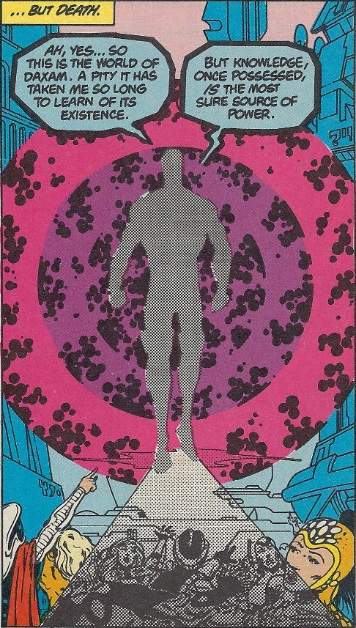 ...BUT DEATH.
AH, YES... SO
THIS IS THE WORLD OF
DAXAM. A PITY IT HAS
TAKEN ME SO LONG
TO LEARN OF ITS
EXISTENCE.
BUT KNOWLEDGE,
ONCE POSSESSED,
IS THE MOST
SURE SOURCE OF
POWER.